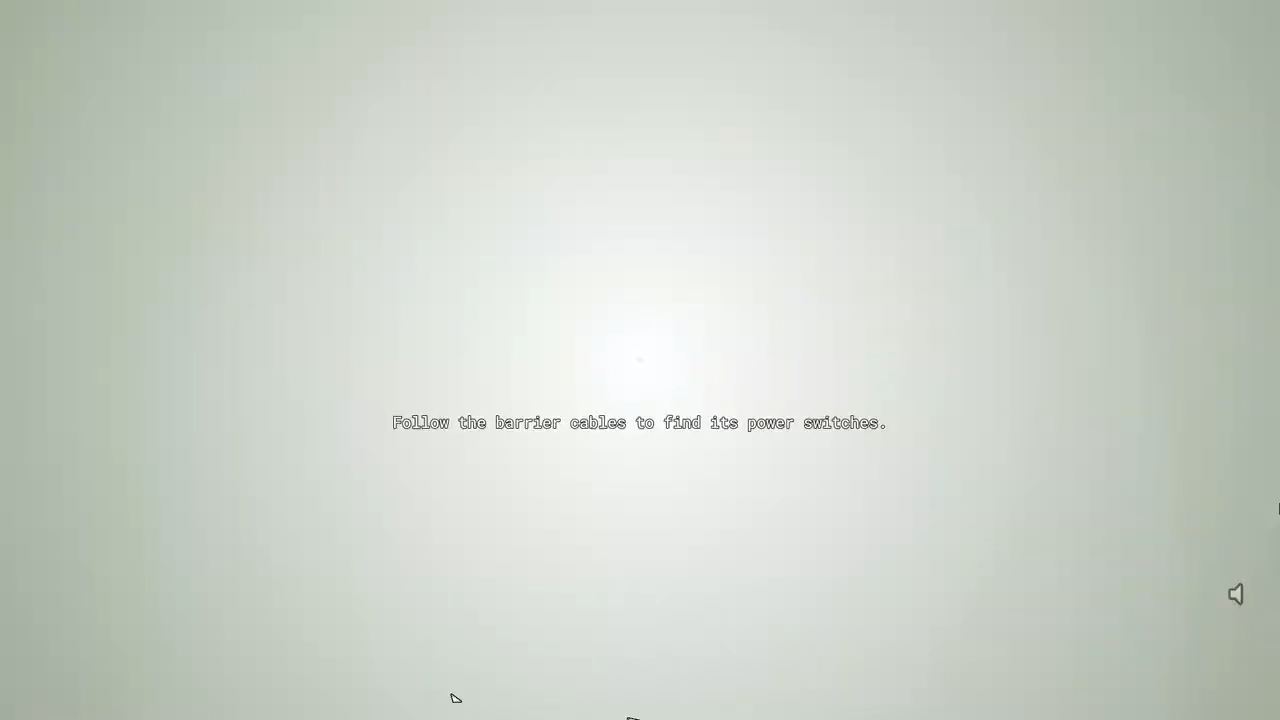 Follow the barrier cables to find its power switches.